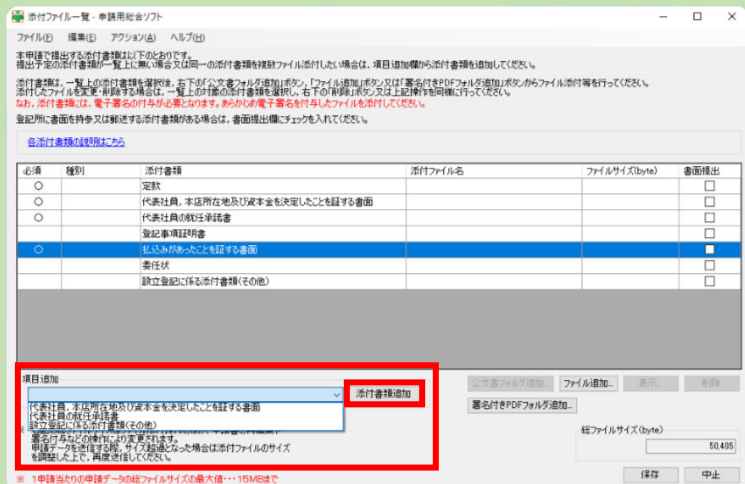 添付ファイル一覧 - 申請用総合ソフト
ファイル(F) 編集(E) アクション(A) ヘルプ(H)
本申請で提出する添付書類は以下のとおりです。
提出予定の添付書類が一覧上に無い場合又は同一の添付書類を複数ファイル添付したい場合は、項目追加欄から添付書類を追加してください。
添付書類は、一覧上の添付書類を選択後、右下の「公文書フォルダ追加」ボタン、「ファイル追加」ボタン又は「署名付きPDFフォルダ追加」ボタンからファイル添付等を行ってください。
添付したファイルを変更・削除する場合は、一覧上の対象の添付書類を選択し、右下の「削除」ボタン又は上記操作を同様に行ってください。
なお、添付書類には、電子署名の付与が必要となります。あらかじめ電子署名を付与したファイルを添付してください。
登記所に書面を持参又は郵送する添付書類がある場合は、書面提出欄にチェックを入れてください。
各添付書類の説明はこちら
必須 種別 添付書類 添付ファイル名 ファイルサイズ(byte) 書面提出
○ 定款
○ 代表社員、本店所在地及び資本金を決定したことを証する書面
○ 代表社員の就任承諾書
登記事項証明書
○ 払込みがあったことを証する書面
委任状
設立登記に係る添付書類(その他)
項目追加
添付書類追加
代表社員、本店所在地及び資本金を決定したことを証する書面
代表社員の就任承諾書
設立登記に係る添付書類(その他)
公文書フォルダ追加... ファイル追加... 表示... 削除
署名付きPDFフォルダ追加...
※
署名付与などの操作により変更されます。
申請データを送信する際、サイズ超過となった場合は添付ファイルのサイズ
を調整した上で、再度送信してください。
総ファイルサイズ(byte)
50,405
※ 1申請当たりの申請データの総ファイルサイズの最大値・・・15MBまで
保存 中止